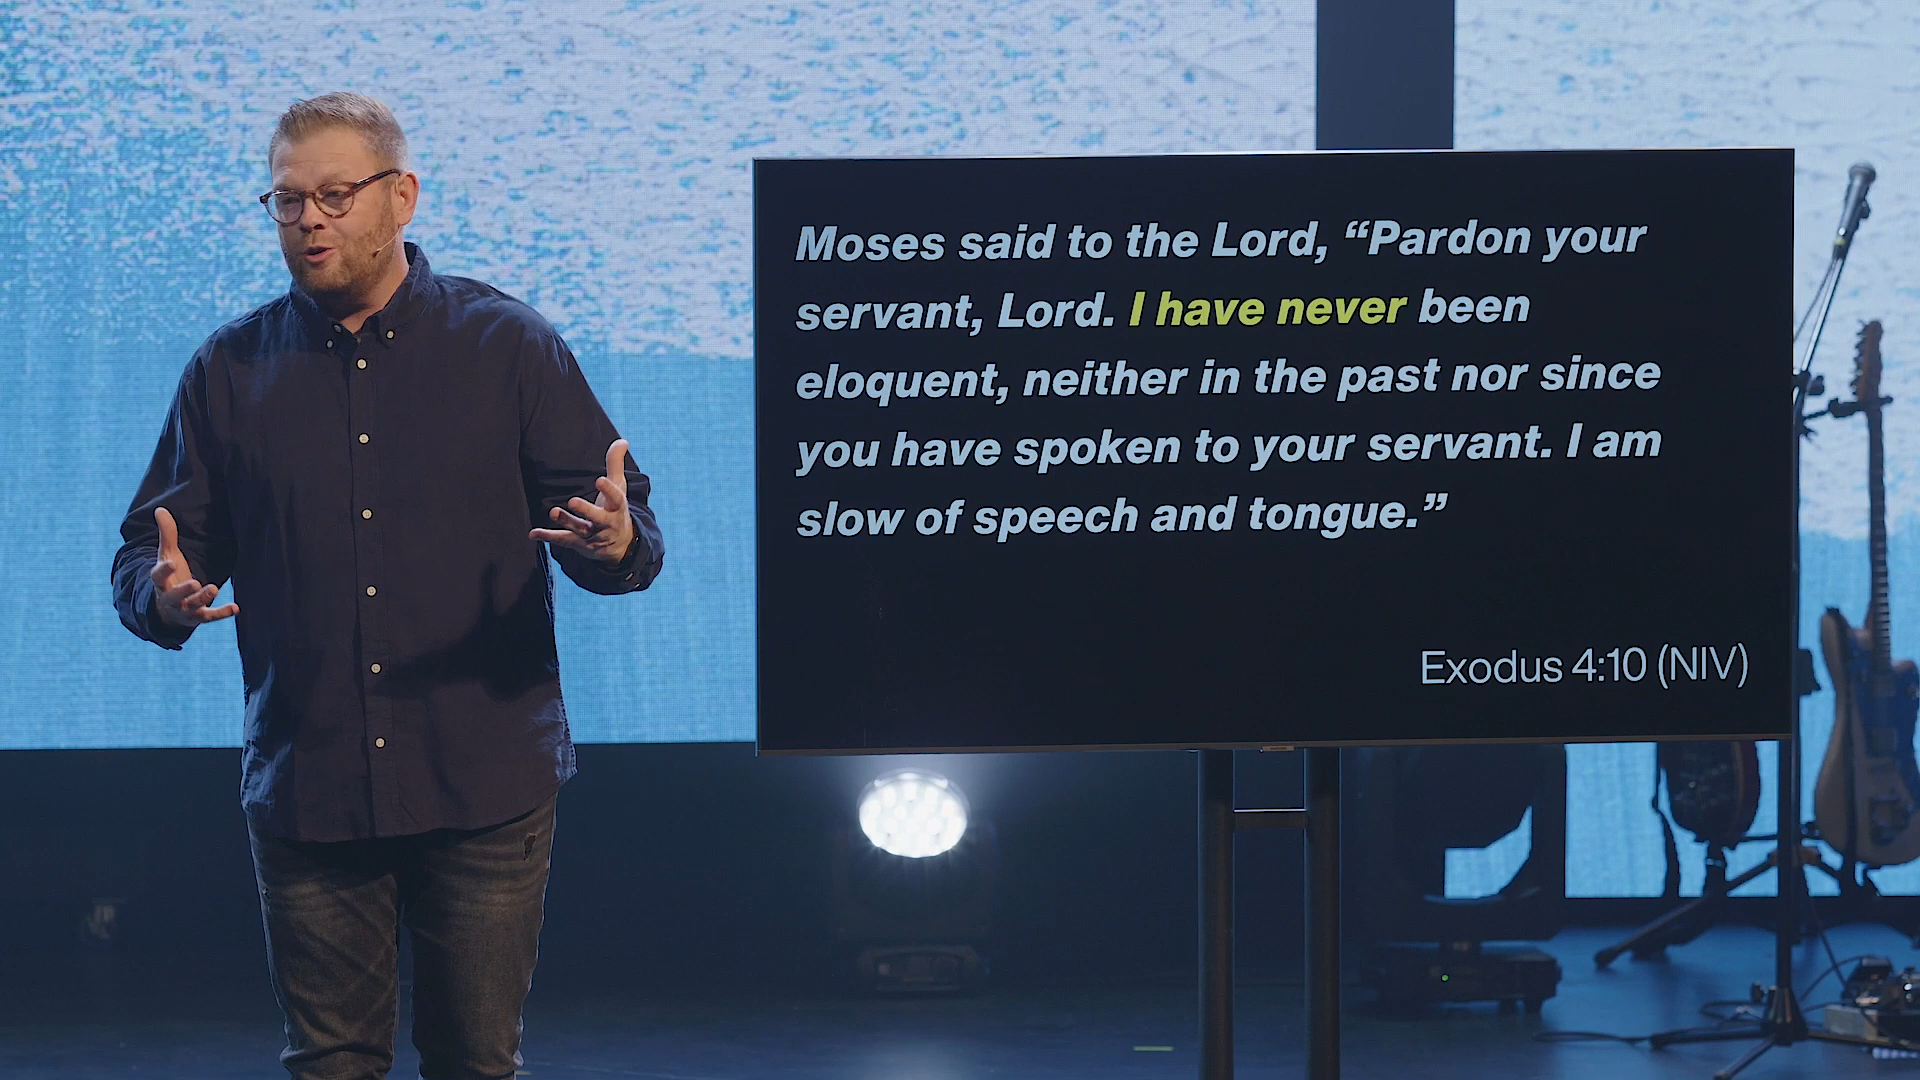 Moses said to the Lord, “Pardon your
servant, Lord. I have never been
eloquent, neither in the past nor since
you have spoken to your servant. I am
slow of speech and tongue.”
Exodus 4:10 (NIV)